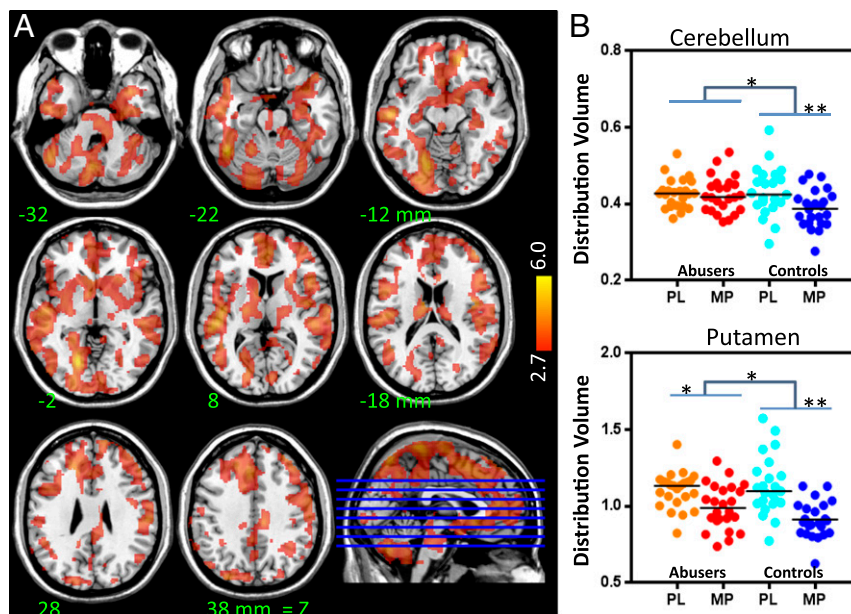 A
-32
-22
-12 mm
-2
8
-18 mm
28
38 mm = Z
6.0
2.7
B
Cerebellum
Distribution Volume
0.8
0.6
0.4
0.2
*
**
Abusers
Controls
PL
MP
PL
MP
Putamen
Distribution Volume
2.0
1.5
1.0
0.5
*
*
**
Abusers
Controls
PL
MP
PL
MP